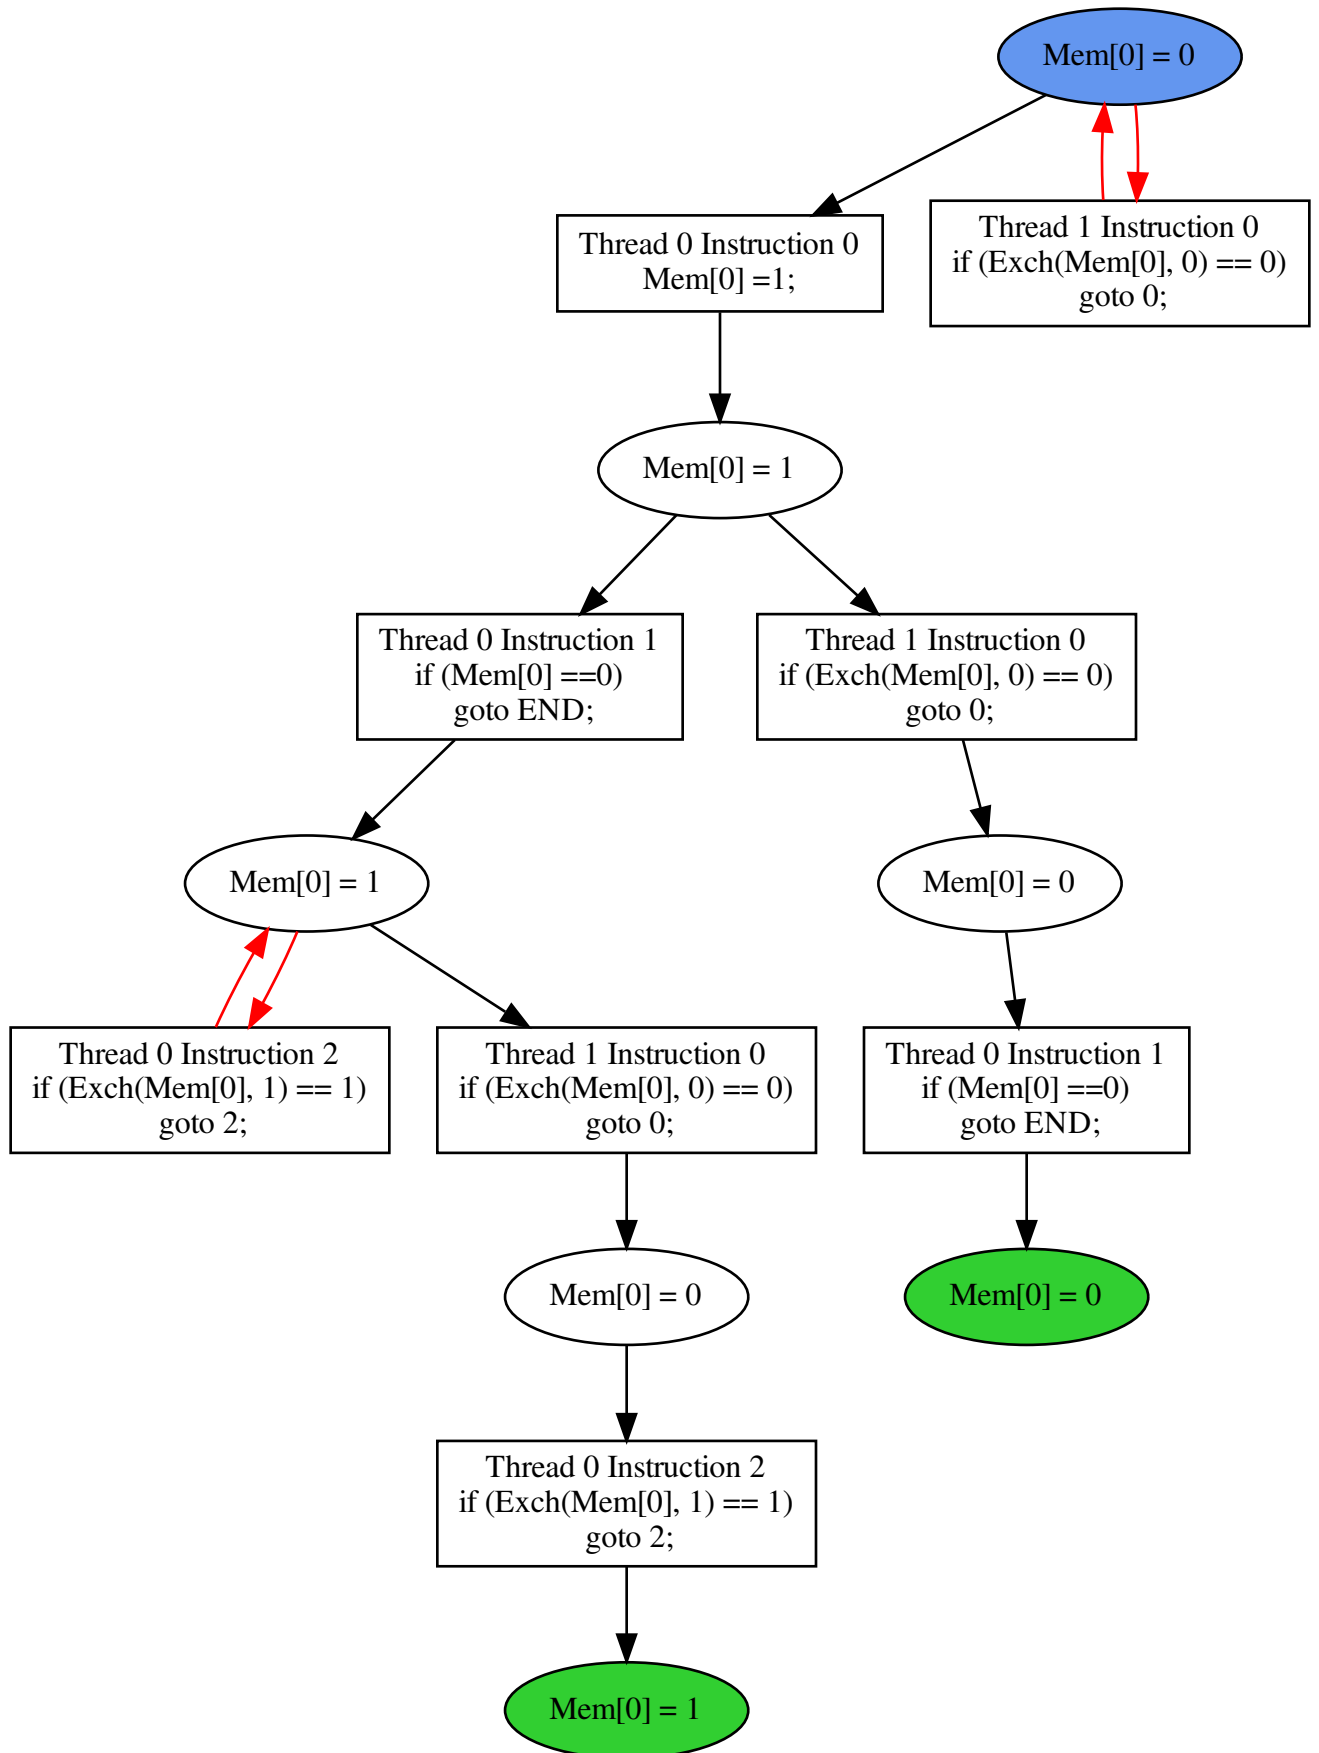 Mem[0] = 0
Thread 0 Instruction 0
Mem[0] =1;
Thread 1 Instruction 0
if (Exch(Mem[0], 0) == 0)
goto 0;
Mem[0] = 1
Thread 0 Instruction 1
if (Mem[0] ==0)
goto END;
Thread 1 Instruction 0
if (Exch(Mem[0], 0) == 0)
goto 0;
Mem[0] = 1
Mem[0] = 0
Thread 0 Instruction 2
if (Exch(Mem[0], 1) == 1)
goto 2;
Thread 1 Instruction 0
if (Exch(Mem[0], 0) == 0)
goto 0;
Thread 0 Instruction 1
if (Mem[0] ==0)
goto END;
Mem[0] = 0
Mem[0] = 0
Thread 0 Instruction 2
if (Exch(Mem[0], 1) == 1)
goto 2;
Mem[0] = 1